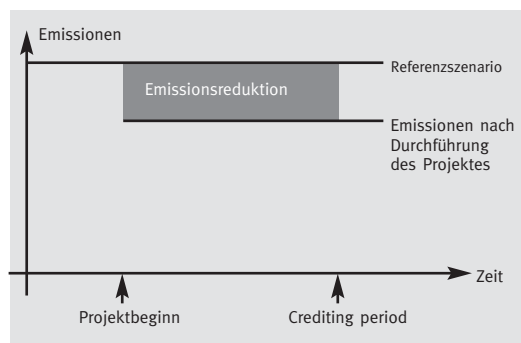 Emissionen
Referenzszenario
Emissionsreduktion
Emissionen nach
Durchführung
des Projektes
Zeit
Projektbeginn
Crediting period